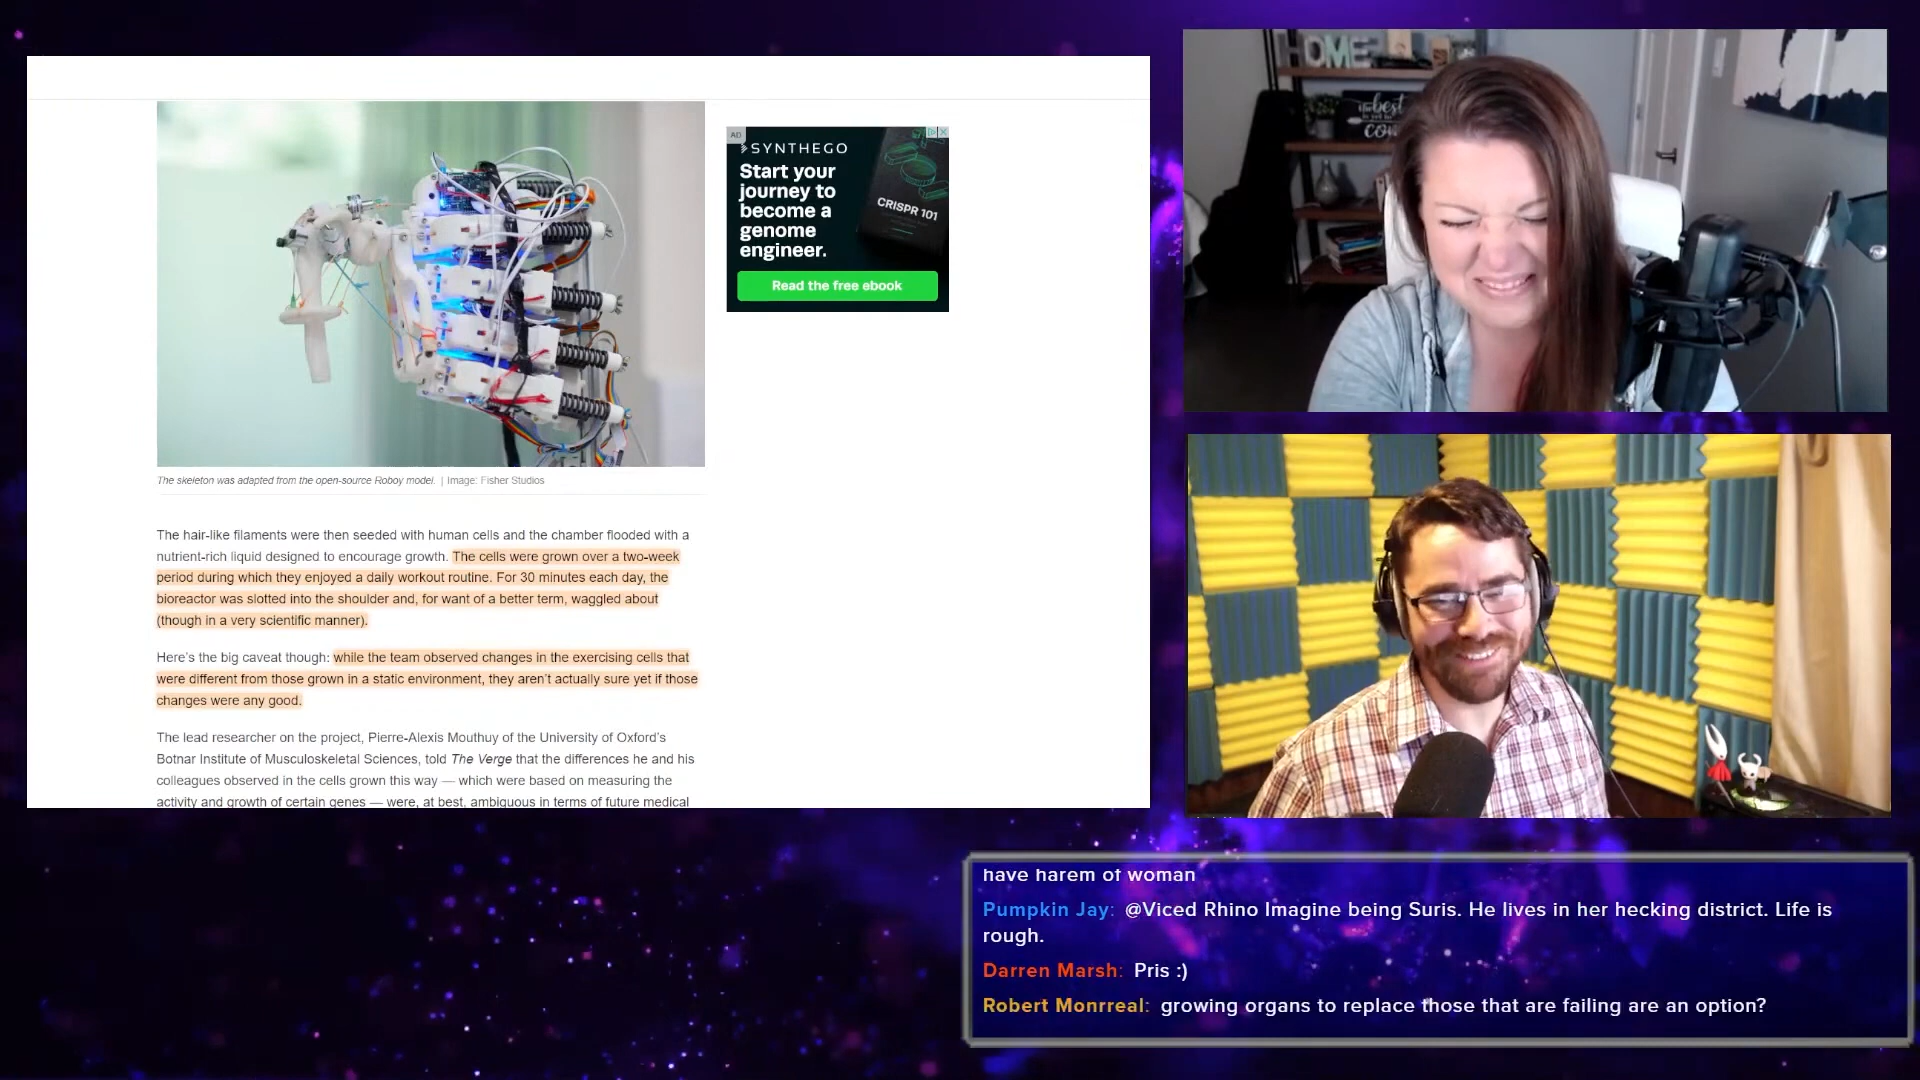 The skeleton was adapted from the open-source Roboy model. | Image: Fisher Studios
The hair-like filaments were then seeded with human cells and the chamber flooded with a
nutrient-rich liquid designed to encourage growth. The cells were grown over a two-week
period during which they enjoyed a daily workout routine. For 30 minutes each day, the
bioreactor was slotted into the shoulder and, for want of a better term, waggled about
(though in a very scientific manner).
Here's the big caveat though: while the team observed changes in the exercising cells that
were different from those grown in a static environment, they aren't actually sure yet if those
changes were any good.
The lead researcher on the project, Pierre-Alexis Mouthuy of the University of Oxford's
Botnar Institute of Musculoskeletal Sciences, told The Verge that the differences he and his
colleagues observed in the cells grown this way — which were based on measuring the
activity and growth of certain genes — were, at best, ambiguous in terms of future medical
AD
SYNTHEGO
Start your
journey to
become a
genome
engineer.
CRISPR 101
Read the free ebook
HOME
best
have harem of woman
Pumpkin Jay: @Viced Rhino Imagine being Suris. He lives in her hecking district. Life is
rough.
Darren Marsh: Pris :)
Robert Monrreal: growing organs to replace those that are failing are an option?